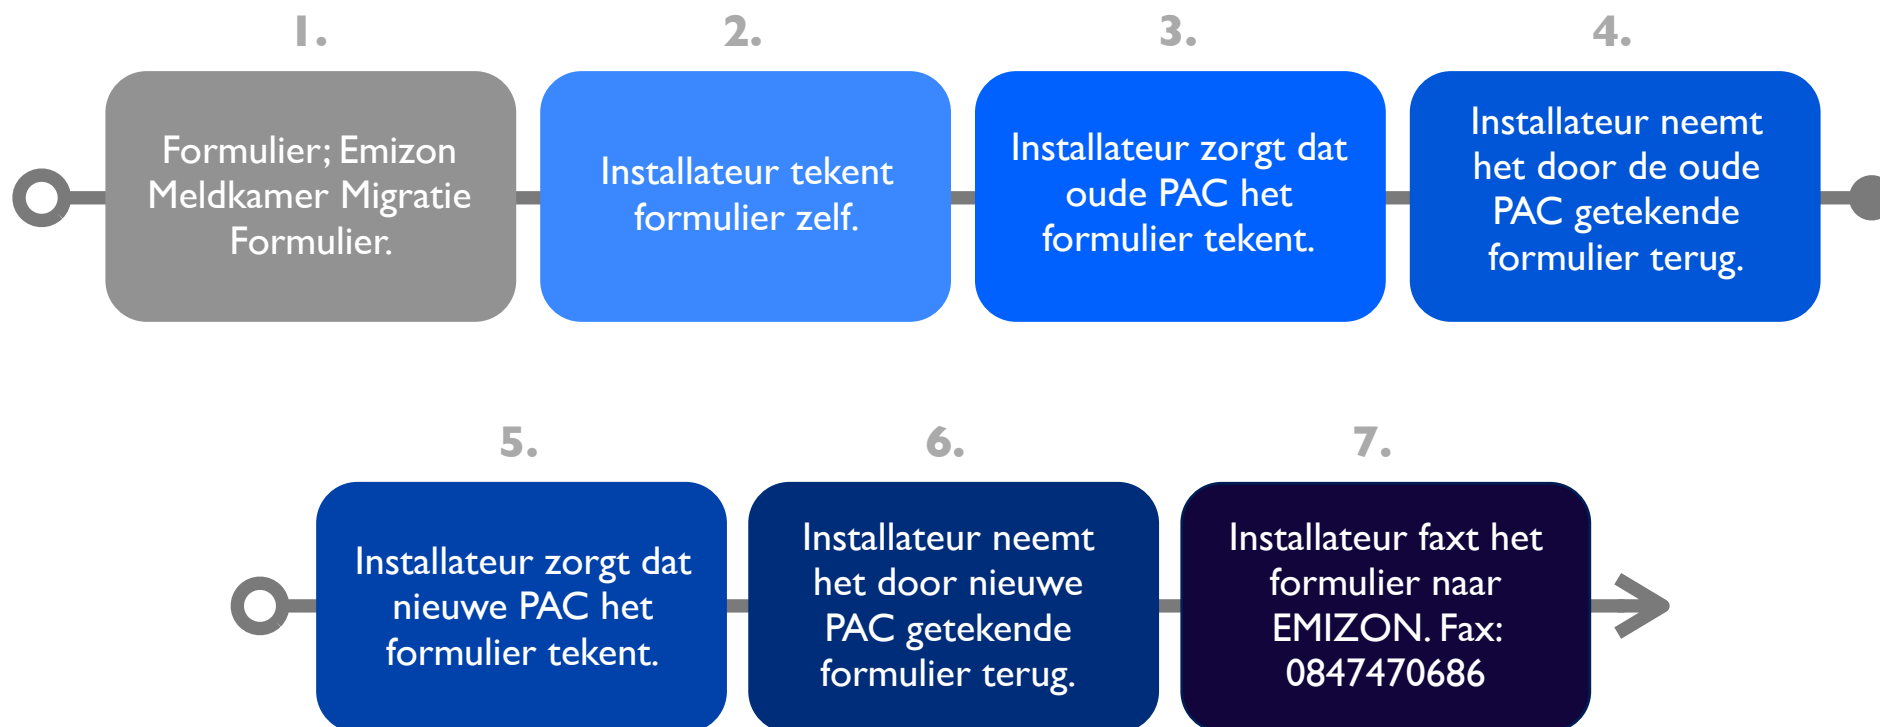 1.
2.
3.
4.
Formulier; Emizon
Meldkamer Migratie
Formulier.
Installateur tekent
formulier zelf.
Installateur zorgt dat
oude PAC het
formulier tekent.
Installateur neemt
het door de oude
PAC getekende
formulier terug.
5.
6.
7.
Installateur zorgt dat
nieuwe PAC het
formulier tekent.
Installateur neemt
het door nieuwe
PAC getekende
formulier terug.
Installateur faxt het
formulier naar
EMIZON. Fax:
0847470686